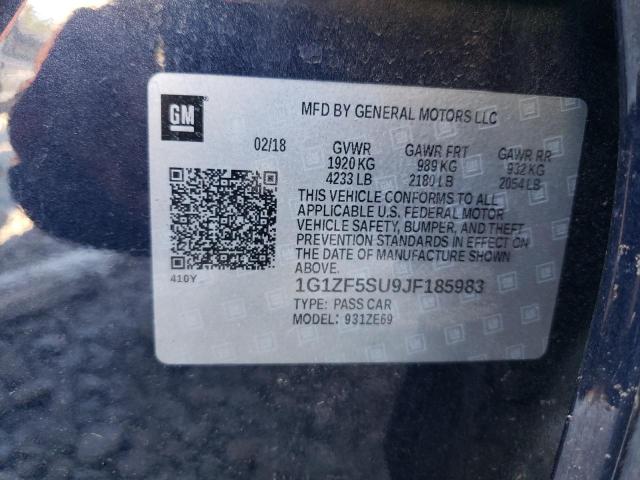 GM
MFD BY GENERAL MOTORS LLC
02/18 GVWR GAWR FRT GAWR RR
1920 KG 989 KG 932 KG
4233 LB 2180 LB 2054 LB
THIS VEHICLE CONFORMS TO ALL
APPLICABLE U.S. FEDERAL MOTOR
VEHICLE SAFETY, BUMPER, AND THEFT
PREVENTION STANDARDS IN EFFECT ON
THE DATE OF MANUFACTURE SHOWN
ABOVE.
410Y
1G1ZF5SU9JF185983
TYPE: PASS CAR
MODEL: 931ZE69